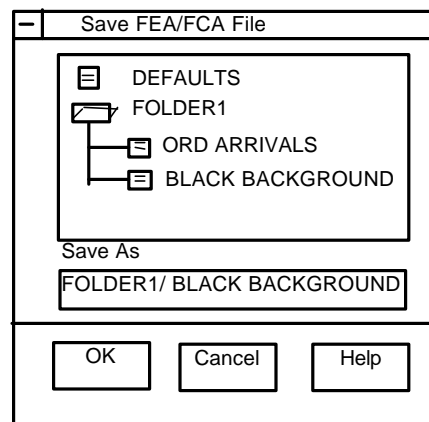 Save FEA/FCA File
DEFAULTS
FOLDER1
ORD ARRIVALS
BLACK BACKGROUND
Save As
FOLDER1/ BLACK BACKGROUND
OK Cancel Help